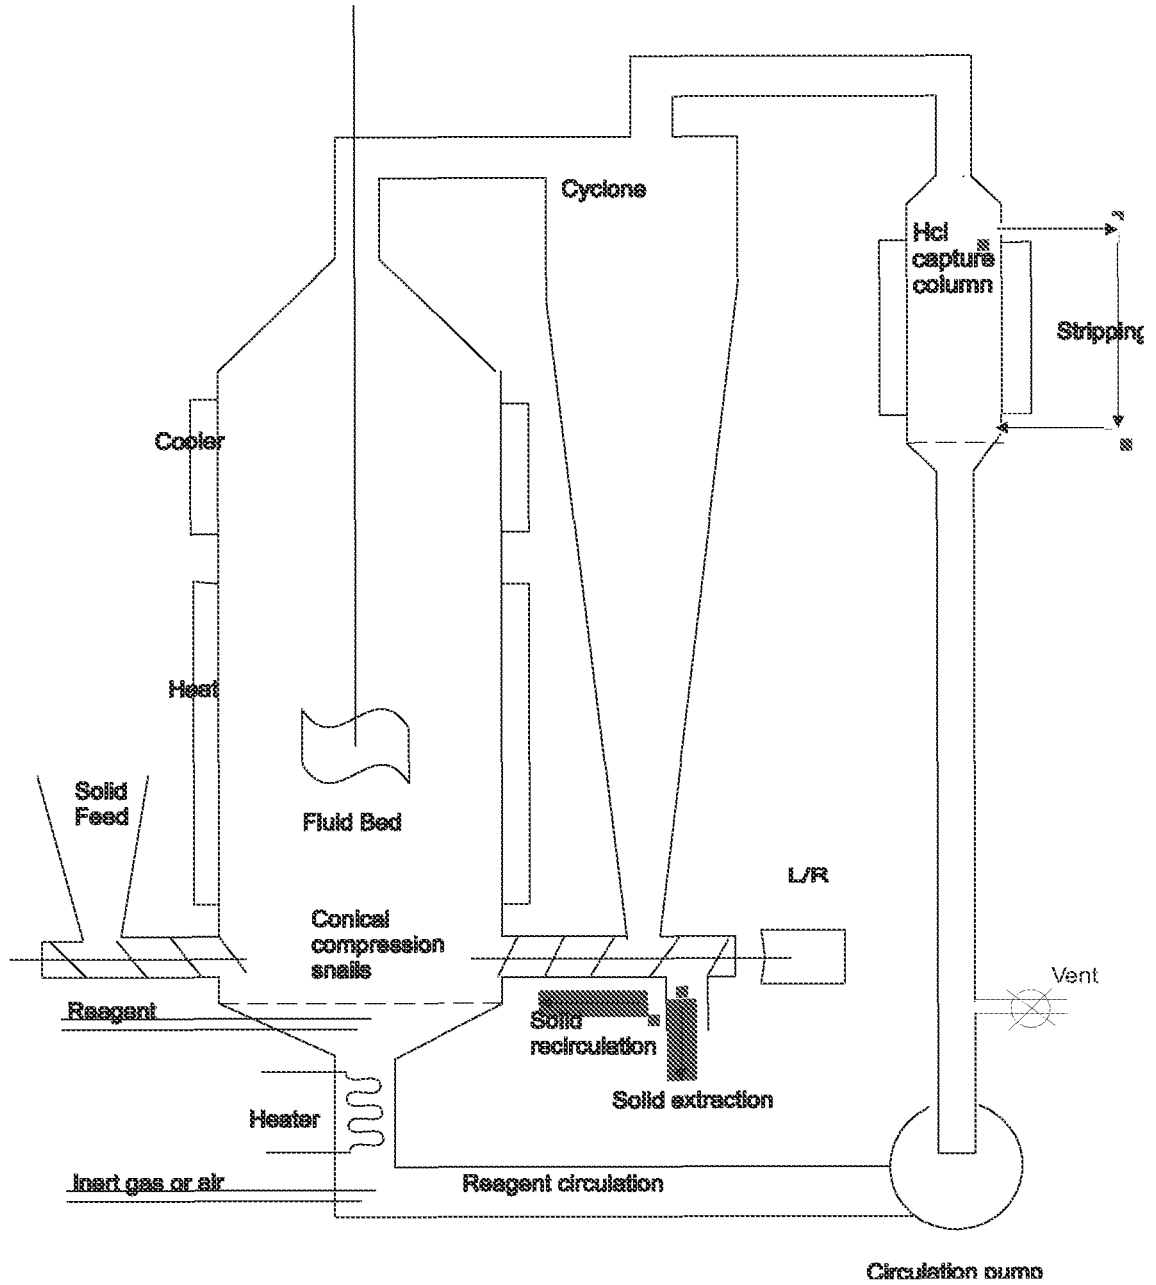 Cyclone
Hcl
capture
column
Stripping
Cooler
Heat
Solid
Feed
Fluid Bed
L/R
Conical
compression
snails
Vent
Reagent
Solid
recirculation
Solid extraction
Heater
Inert gas or air
Reagent circulation
Circulation pump